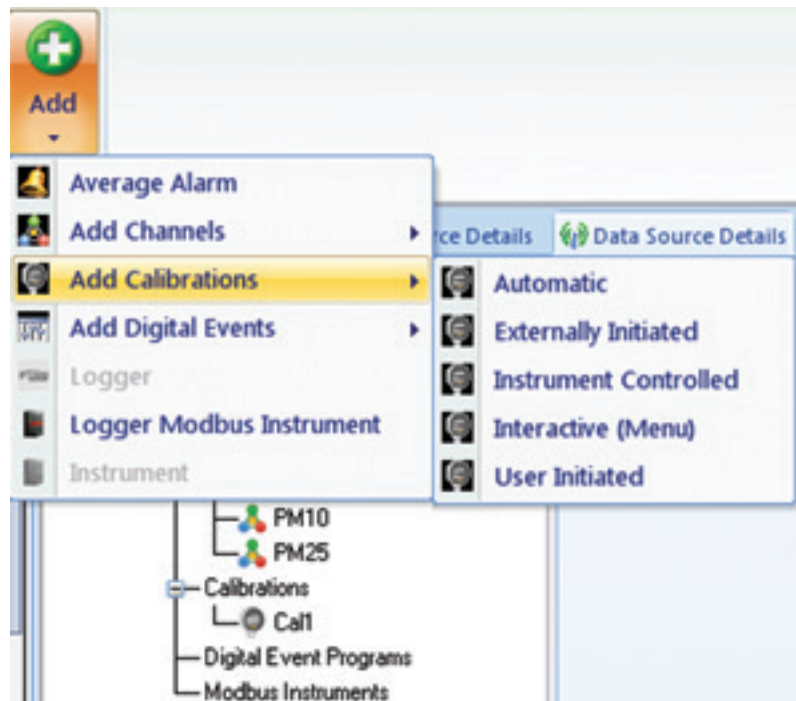 Add
Average Alarm
Add Channels
Add Calibrations
Add Digital Events
Logger
Logger Modbus Instrument
Instrument
rce Details
Data Source Details
Automatic
Externally Initiated
Instrument Controlled
Interactive (Menu)
User Initiated
PM10
PM25
Calibrations
Cal1
Digital Event Programs
Modbus Instruments